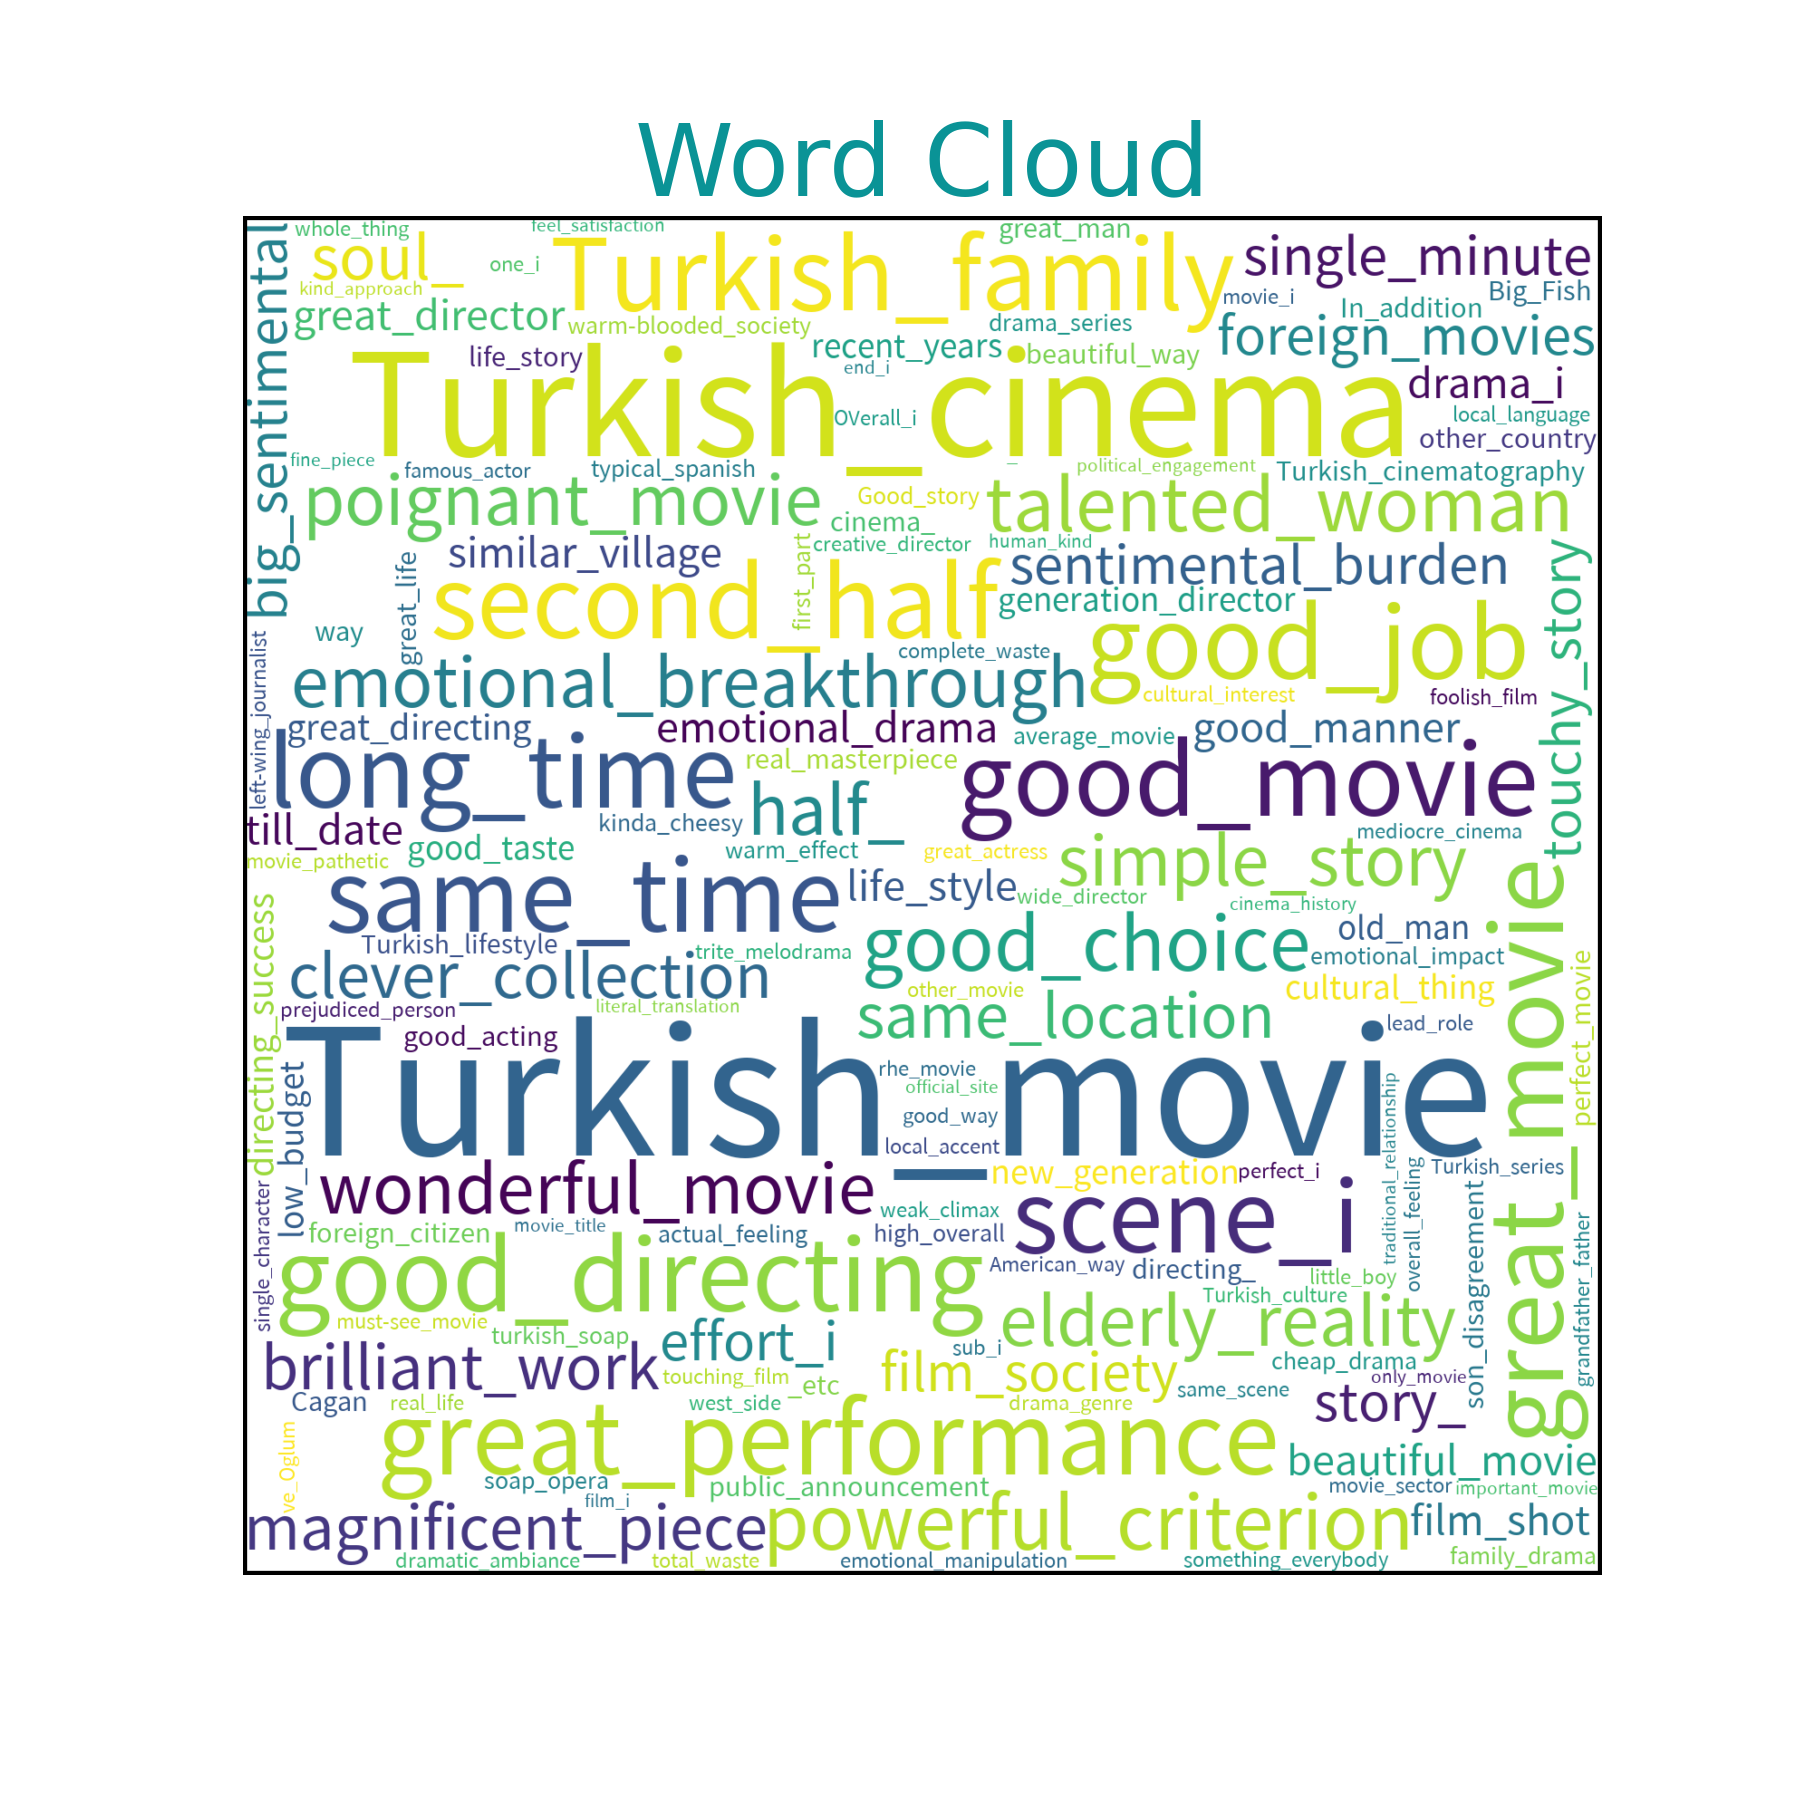 Word Cloud
whole_thing
feel_satisfaction
great_man
soul_
one_i
Turkish_family
single_minute
kind_approach
movie_i
Big_Fish
big_sentimental
great_director
warm-blooded_society
drama_series
In_addition
foreign_movies
life_story
recent_years
beautiful_way
end_i
Turkish_cinema
drama_i
OVerall_i
local_language
other_country
fine_piece
famous_actor
typical_spanish
_
political_engagement
Turkish_cinematography
poignant_movie
Good_story
talented_woman
cinema_
similar_village
first_part
creative_director
human_kind
sentimental_burden
touchy_story
great_life
second_half
generation_director
way
good_job
left-wing_journalist
emotional_breakthrough
complete_waste
cultural_interest
foolish_film
great_directing
emotional_drama
average_movie
good_manner
long_time
real_masterpiece
good_movie
half_
till_date
kinda_cheesy
mediocre_cinema
movie_pathetic
good_taste
warm_effect
great_actress
simple_story
same_time
life_style
wide_director
cinema_history
great_movie
directing_success
Turkish_lifestyle
trite_melodrama
good_choice
old_man
emotional_impact
clever_collection
other_movie
cultural_thing
perfect_movie
prejudiced_person
literal_translation
same_location
good_acting
lead_role
Turkish_movie
low_budget
rhe_movie
official_site
good_way
local_accent
traditional_relationship
wonderful_movie
new_generation
perfect_i
overall_feeling
Turkish_series
single_character
scene_i
son_disagreement
foreign_citizen
movie_title
actual_feeling
weak_climax
high_overall
grandfather_father
good_directing
American_way
directing_
little_boy
Turkish_culture
must-see_movie
turkish_soap
effort_i
elderly_reality
brilliant_work
sub_i
cheap_drama
touching_film
_etc
film_society
same_scene
only_movie
Cagan
real_life
west_side
drama_genre
story_
ve_Oglum
great_performance
beautiful_movie
soap_opera
public_announcement
movie_sector
important_movie
film_i
magnificent_piece
powerful_criterion
film_shot
dramatic_ambiance
total_waste
emotional_manipulation
something_everybody
family_drama